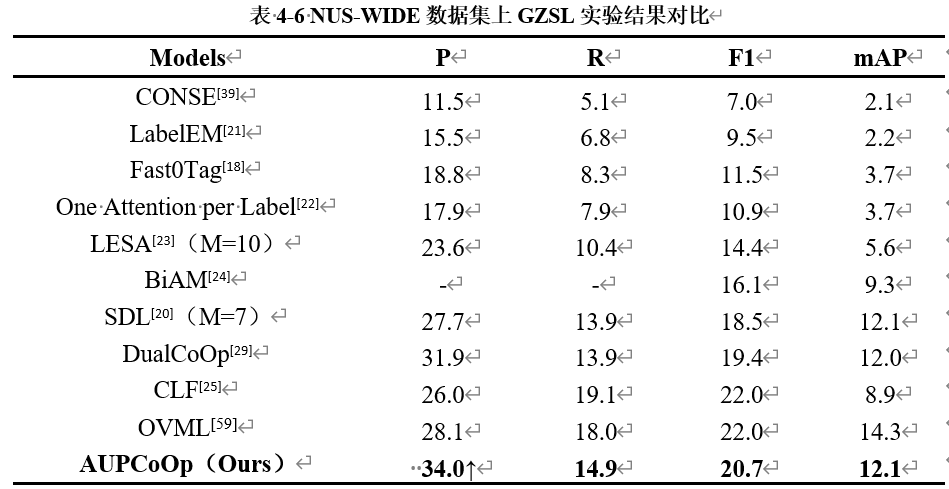 表 4-6 NUS-WIDE 数据集上 GZSL 实验结果对比
Models P R F1 mAP
CONSE[39] 11.5 5.1 7.0 2.1
LabelEM[21] 15.5 6.8 9.5 2.2
Fast0Tag[18] 18.8 8.3 11.5 3.7
One Attention per Label[22] 17.9 7.9 10.9 3.7
LESA[23]（M=10） 23.6 10.4 14.4 5.6
BiAM[24] - - 16.1 9.3
SDL[20]（M=7） 27.7 13.9 18.5 12.1
DualCoOp[29] 31.9 13.9 19.4 12.0
CLF[25] 26.0 19.1 22.0 8.9
OVML[59] 28.1 18.0 22.0 14.3
AUPCoOp（Ours） 34.0↑ 14.9 20.7 12.1